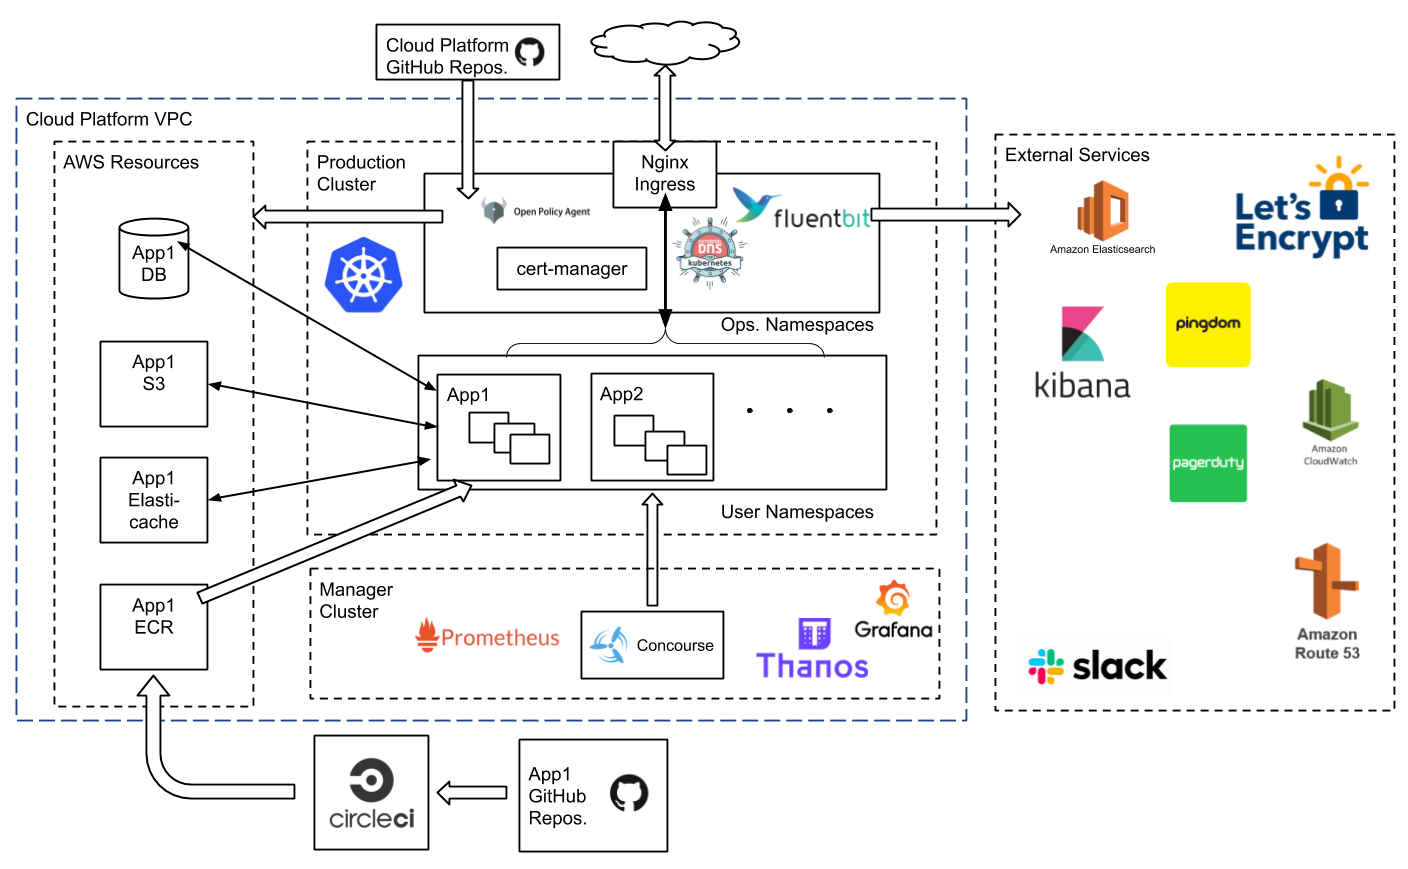 Cloud Platform
GitHub Repos.
Cloud Platform VPC
AWS Resources
App1
DB
App1
S3
App1
Elasti-
cache
App1
ECR
Production
Cluster
Nginx
Ingress
Open Policy Agent
cert-manager
EXTERNAL
DNS
kubernetes
fluentbit
Ops. Namespaces
App1
App2
. . .
User Namespaces
Manager
Cluster
Prometheus
Concourse
Thanos
Grafana
External Services
Amazon Elasticsearch
Let's
Encrypt
kibana
pingdom
pagerduty
Amazon
CloudWatch
slack
Amazon
Route 53
circleci
App1
GitHub
Repos.